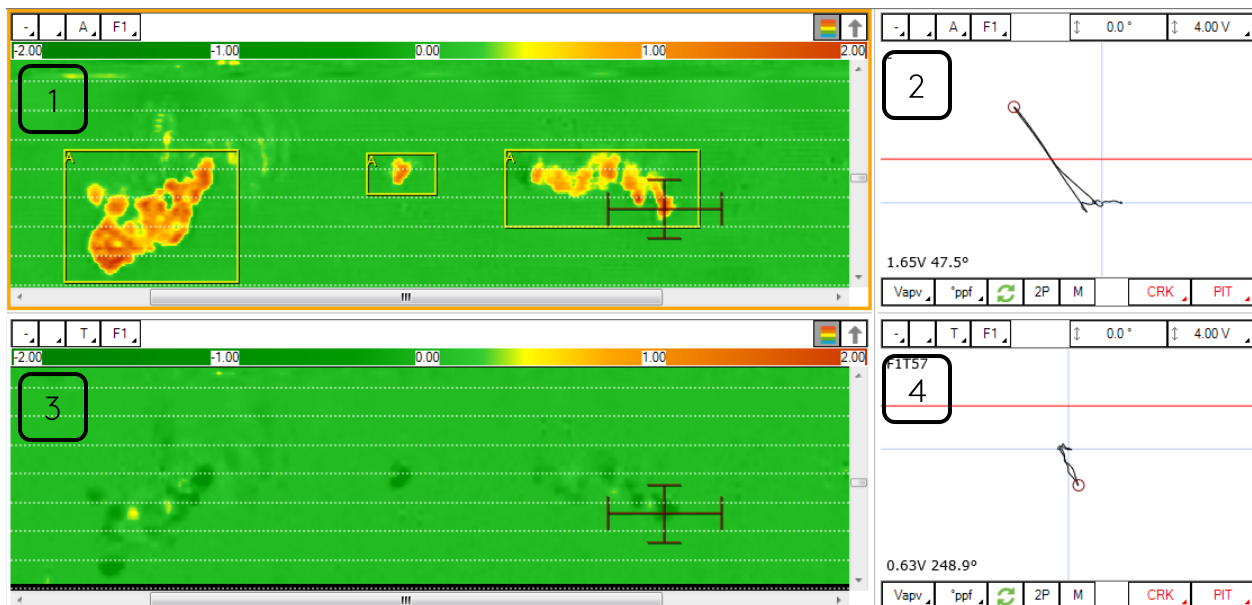 - A F1
-2.00 -1.00 0.00 1.00 2.00
1
A
A
A
- A F1 0.0 ° 4.00 V
2
1.65V 47.5°
Vapv °ppf 2P M CRK PIT
- T F1
-2.00 -1.00 0.00 1.00 2.00
3
- T F1 0.0 ° 4.00 V
F1T57
4
0.63V 248.9°
Vapv °ppf 2P M CRK PIT